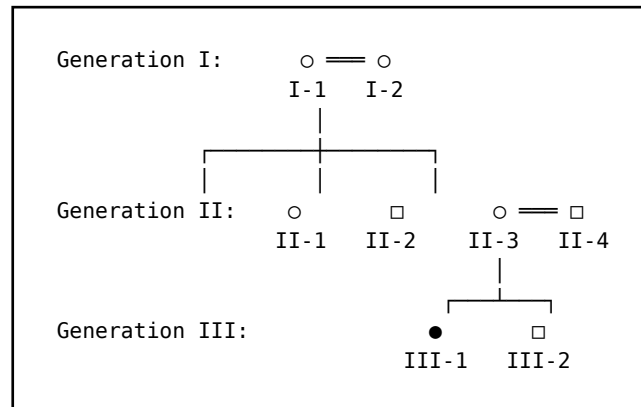 Generation I: ○ ═══ ○
I-1 I-2
Generation II: ○ □ ○ ═══ □
II-1 II-2 II-3 II-4
Generation III: ● □
III-1 III-2